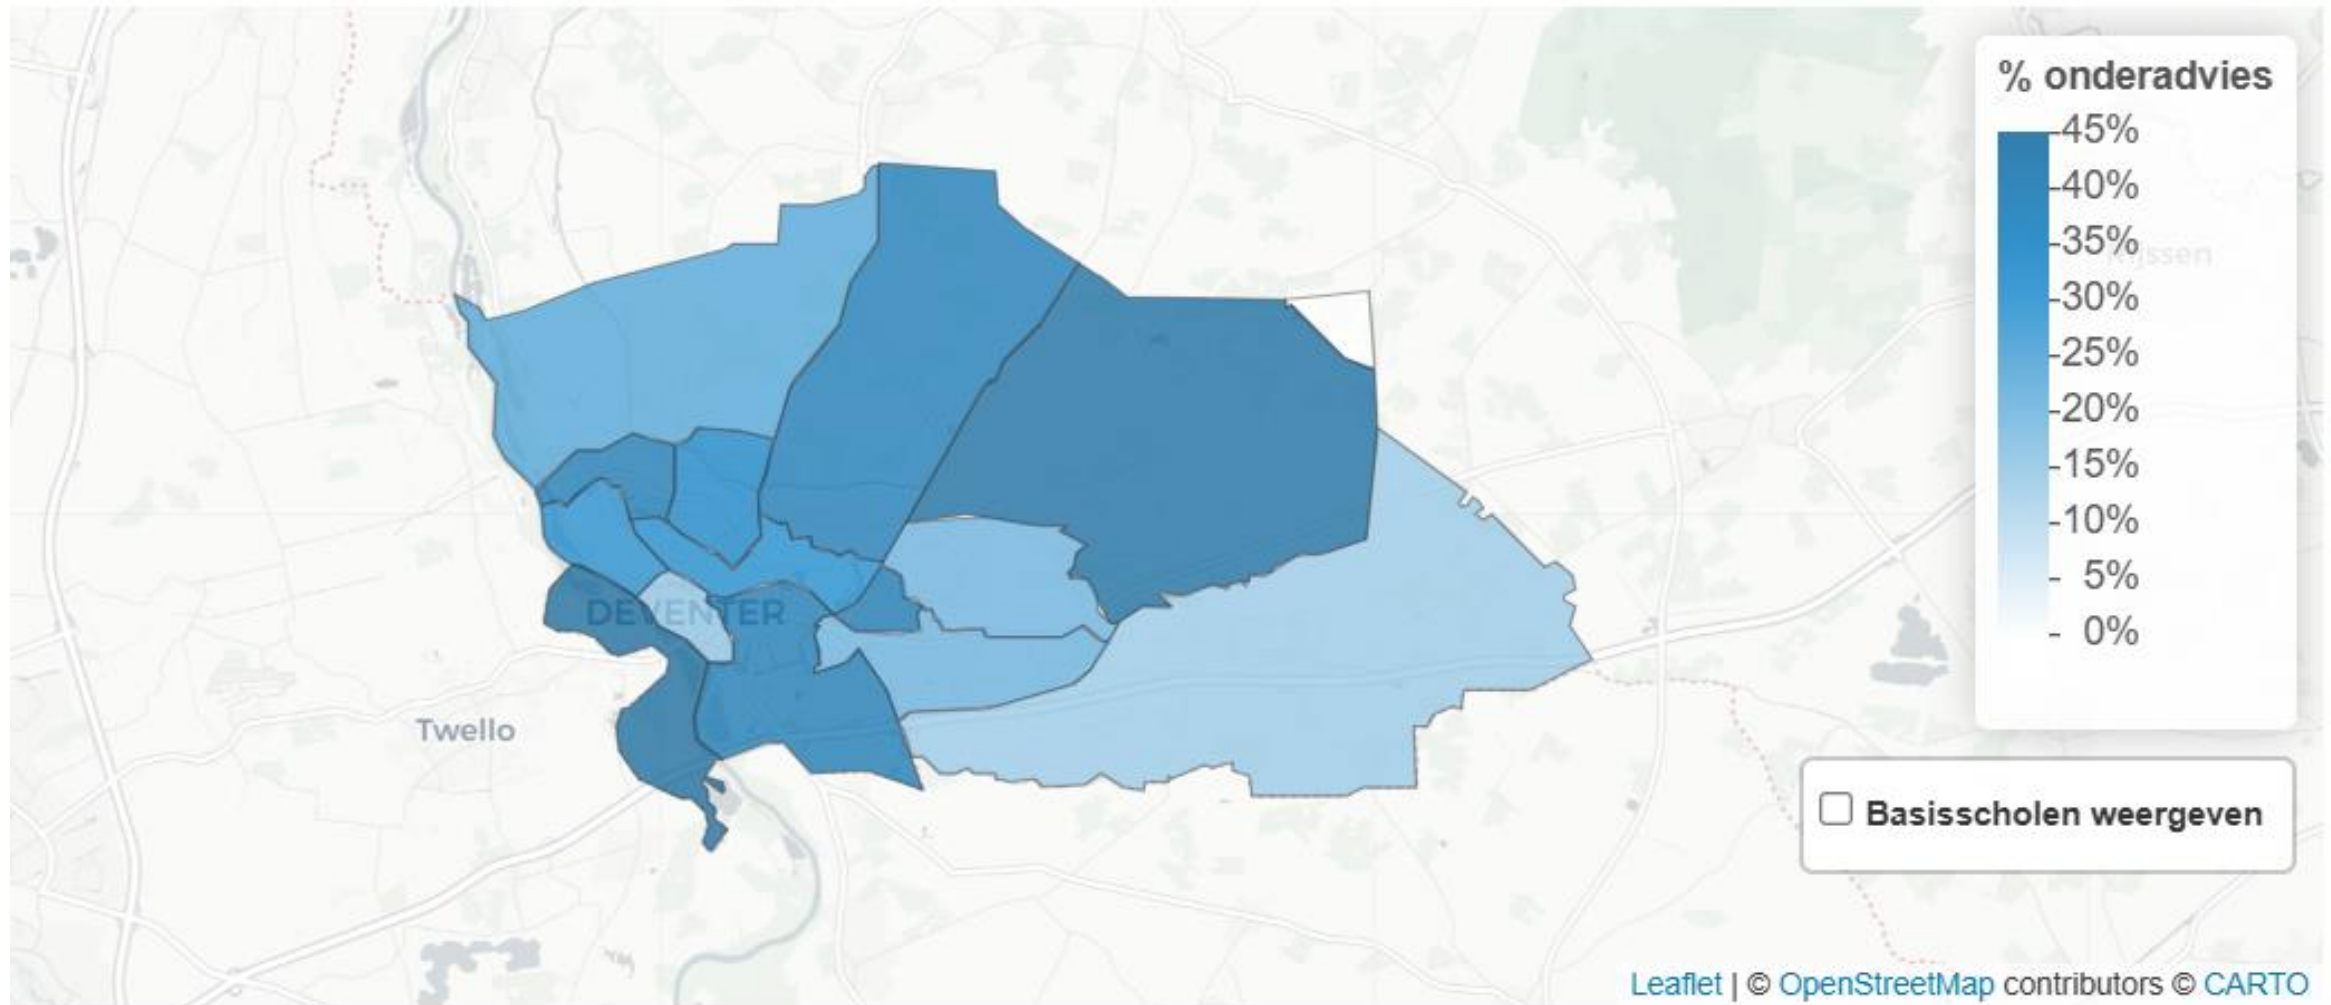 % onderadvies
45%
40%
35%
30%
25%
20%
15%
10%
5%
0%
DEVENTER
Twello
Basisscholen weergeven
Leaflet | © OpenStreetMap contributors © CARTO